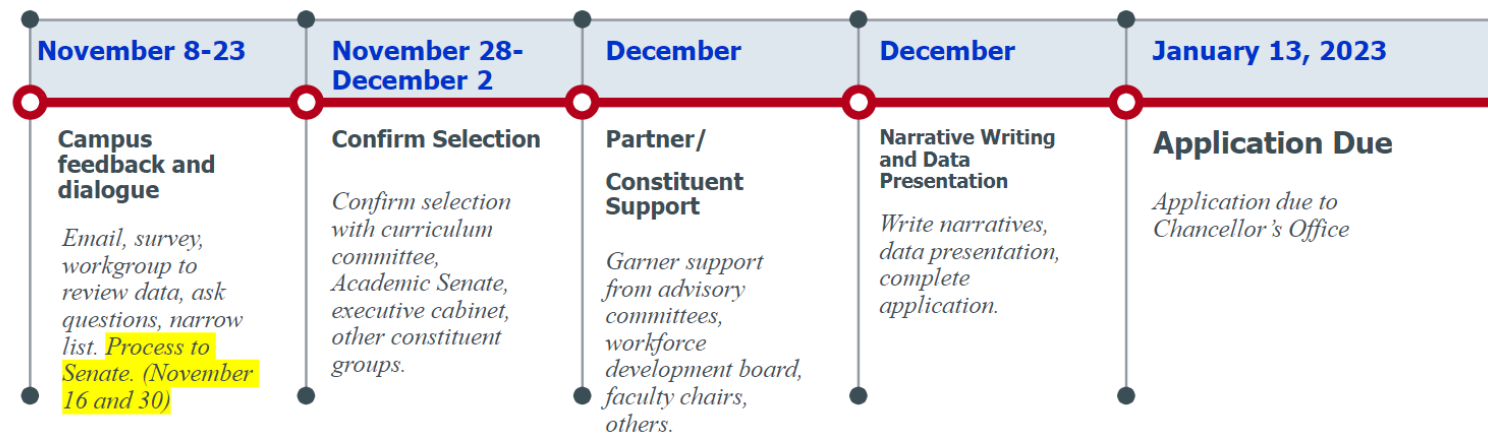 November 8-23
Campus
feedback and
dialogue
Email, survey,
workgroup to
review data, ask
questions, narrow
list. Process to
Senate. (November
16 and 30)
November 28-
December 2
Confirm Selection
Confirm selection
with curriculum
committee,
Academic Senate,
executive cabinet,
other constituent
groups.
December
Partner/
Constituent
Support
Garner support
from advisory
committees,
workforce
development board,
faculty chairs,
others.
December
Narrative Writing
and Data
Presentation
Write narratives,
data presentation,
complete
application.
January 13, 2023
Application Due
Application due to
Chancellor’s Office